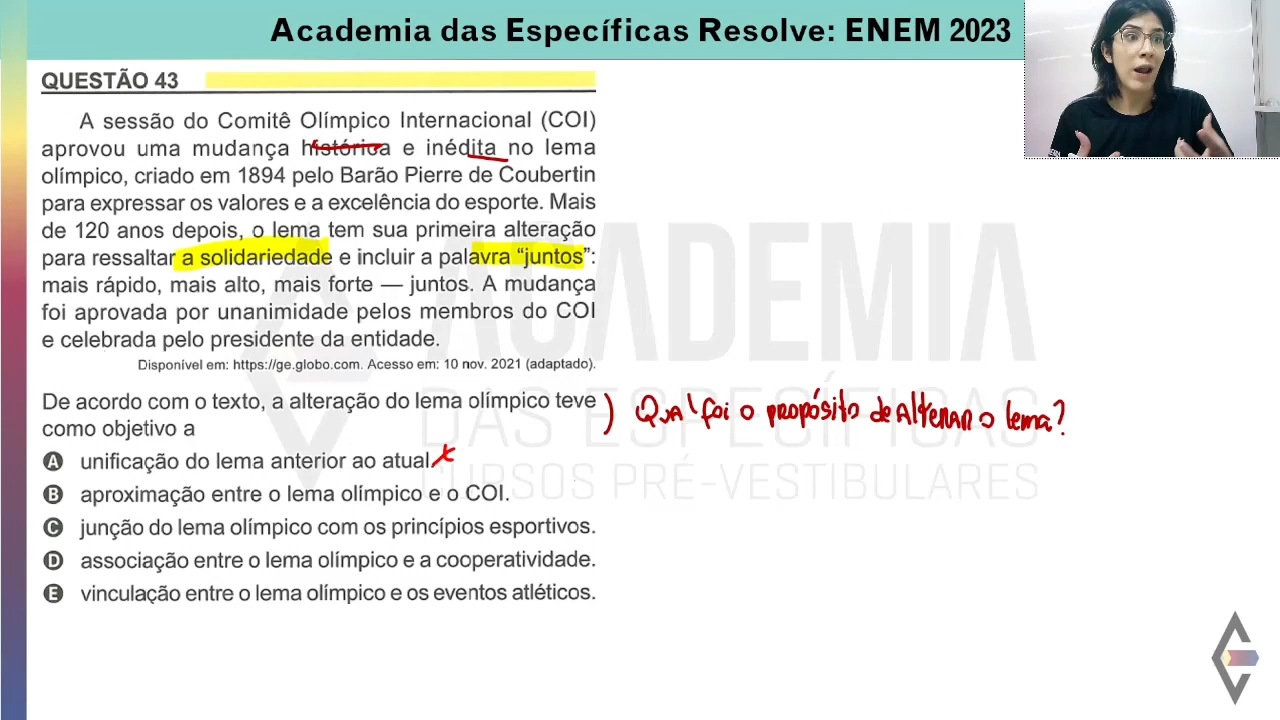 Academia das Específicas Resolve: ENEM 2023
QUESTÃO 43
A sessão do Comitê Olímpico Internacional (COI)
aprovou uma mudança histórica e inédita no lema
olímpico, criado em 1894 pelo Barão Pierre de Coubertin
para expressar os valores e a excelência do esporte. Mais
de 120 anos depois, o lema tem sua primeira alteração
para ressaltar a solidariedade e incluir a palavra “juntos”:
mais rápido, mais alto, mais forte — juntos. A mudança
foi aprovada por unanimidade pelos membros do COI
e celebrada pelo presidente da entidade.
Disponível em: https://ge.globo.com. Acesso em: 10 nov. 2021 (adaptado).
De acordo com o texto, a alteração do lema olímpico teve
como objetivo a
) Qual foi o propósito de alterar o lema?
A unificação do lema anterior ao atual.
B aproximação entre o lema olímpico e o COI.
C junção do lema olímpico com os princípios esportivos.
D associação entre o lema olímpico e a cooperatividade.
E vinculação entre o lema olímpico e os eventos atléticos.
ACADEMIA
DAS ESPECÍFICAS
CURSOS PRÉ-VESTIBULARES